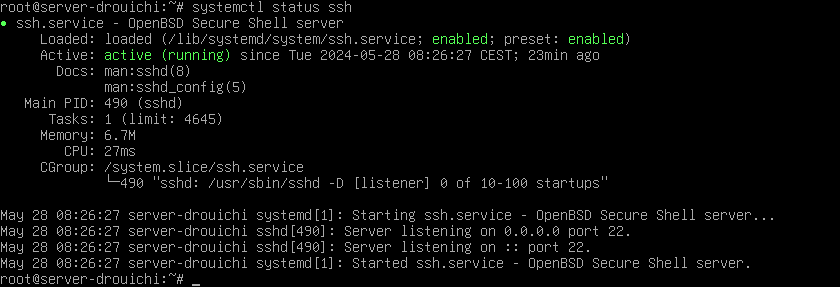 root@server-drouichi:~# systemctl status ssh
● ssh.service - OpenBSD Secure Shell server
     Loaded: loaded (/lib/systemd/system/ssh.service; enabled; preset: enabled)
     Active: active (running) since Tue 2024-05-28 08:26:27 CEST; 23min ago
       Docs: man:sshd(8)
             man:sshd_config(5)
   Main PID: 490 (sshd)
      Tasks: 1 (limit: 4645)
     Memory: 6.7M
        CPU: 27ms
     CGroup: /system.slice/ssh.service
             └─490 "sshd: /usr/sbin/sshd -D [listener] 0 of 10-100 startups"

May 28 08:26:27 server-drouichi systemd[1]: Starting ssh.service - OpenBSD Secure Shell server...
May 28 08:26:27 server-drouichi sshd[490]: Server listening on 0.0.0.0 port 22.
May 28 08:26:27 server-drouichi sshd[490]: Server listening on :: port 22.
May 28 08:26:27 server-drouichi systemd[1]: Started ssh.service - OpenBSD Secure Shell server.
root@server-drouichi:~# _